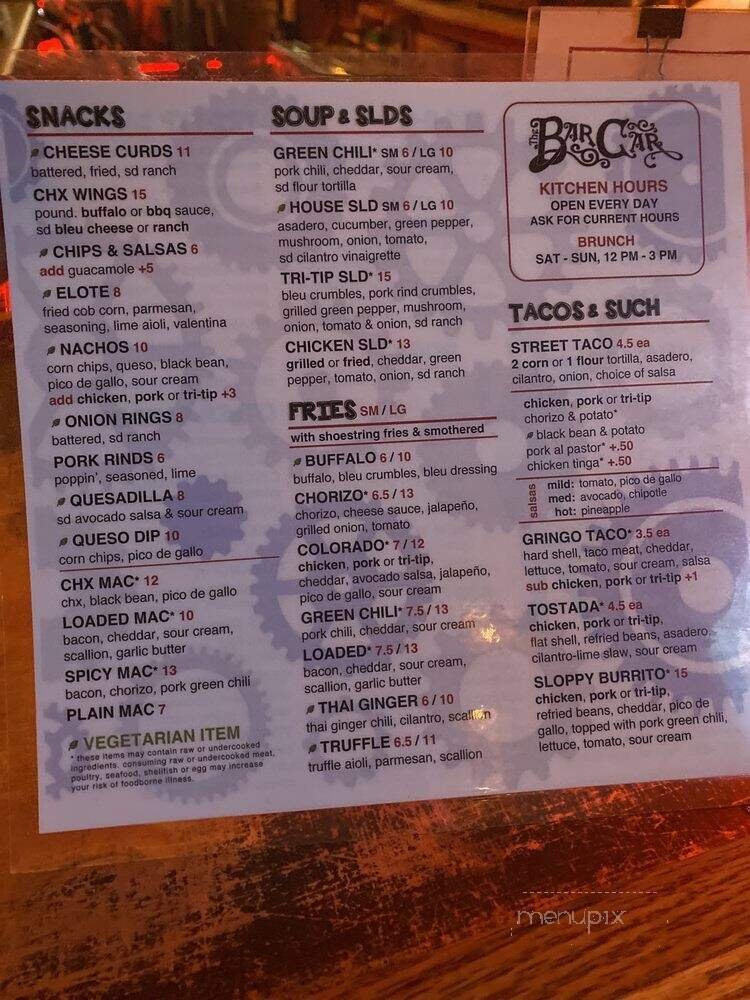 SNACKS
CHEESE CURDS 11
battered, fried, sd ranch
CHX WINGS 15
pound. buffalo or bbq sauce,
sd bleu cheese or ranch
CHIPS & SALSAS 6
add guacamole +5
ELOTE 8
fried cob corn, parmesan,
seasoning, lime aioli, valentina
NACHOS 10
corn chips, queso, black bean,
pico de gallo, sour cream
add chicken, pork or tri-tip +3
ONION RINGS 8
battered, sd ranch
PORK RINDS 6
poppin', seasoned, lime
QUESADILLA 8
sd avocado salsa & sour cream
QUESO DIP 10
corn chips, pico de gallo
CHX MAC* 12
chx, black bean, pico de gallo
LOADED MAC* 10
bacon, cheddar, sour cream,
scallion, garlic butter
SPICY MAC* 13
bacon, chorizo, pork green chili
PLAIN MAC 7
VEGETARIAN ITEM
* these items may contain raw or undercooked
ingredients. consuming raw or undercooked meat,
poultry, seafood, shellfish or egg may increase
your risk of foodborne illness.
SOUP & SLDS
GREEN CHILI* SM 6 / LG 10
pork chili, cheddar, sour cream,
sd flour tortilla
HOUSE SLD SM 6 / LG 10
asadero, cucumber, green pepper,
mushroom, onion, tomato,
sd cilantro vinaigrette
TRI-TIP SLD* 15
bleu crumbles, pork rind crumbles,
grilled green pepper, mushroom,
onion, tomato & onion, sd ranch
CHICKEN SLD* 13
grilled or fried, cheddar, green
pepper, tomato, onion, sd ranch
FRIES SM / LG
with shoestring fries & smothered
BUFFALO 6 / 10
buffalo, bleu crumbles, bleu dressing
CHORIZO* 6.5 / 13
chorizo, cheese sauce, jalapeño,
grilled onion, tomato
COLORADO* 7 / 12
chicken, pork or tri-tip,
cheddar, avocado salsa, jalapeño,
pico de gallo, sour cream
GREEN CHILI* 7.5 / 13
pork chili, cheddar, sour cream
LOADED* 7.5 / 13
bacon, cheddar, sour cream,
scallion, garlic butter
THAI GINGER 6 / 10
thai ginger chili, cilantro, scallion
TRUFFLE 6.5 / 11
truffle aioli, parmesan, scallion
The BAR CAR
KITCHEN HOURS
OPEN EVERY DAY
ASK FOR CURRENT HOURS
BRUNCH
SAT - SUN, 12 PM - 3 PM
TACOS & SUCH
STREET TACO 4.5 ea
2 corn or 1 flour tortilla, asadero,
cilantro, onion, choice of salsa
chicken, pork or tri-tip
chorizo & potato*
black bean & potato
pork al pastor* +.50
chicken tinga* +.50
salsas
mild: tomato, pico de gallo
med: avocado, chipotle
hot: pineapple
GRINGO TACO* 3.5 ea
hard shell, taco meat, cheddar,
lettuce, tomato, sour cream, salsa
sub chicken, pork or tri-tip +1
TOSTADA* 4.5 ea
chicken, pork or tri-tip,
flat shell, refried beans, asadero,
cilantro-lime slaw, sour cream
SLOPPY BURRITO* 15
chicken, pork or tri-tip,
refried beans, cheddar, pico de
gallo, topped with pork green chili,
lettuce, tomato, sour cream
menupix